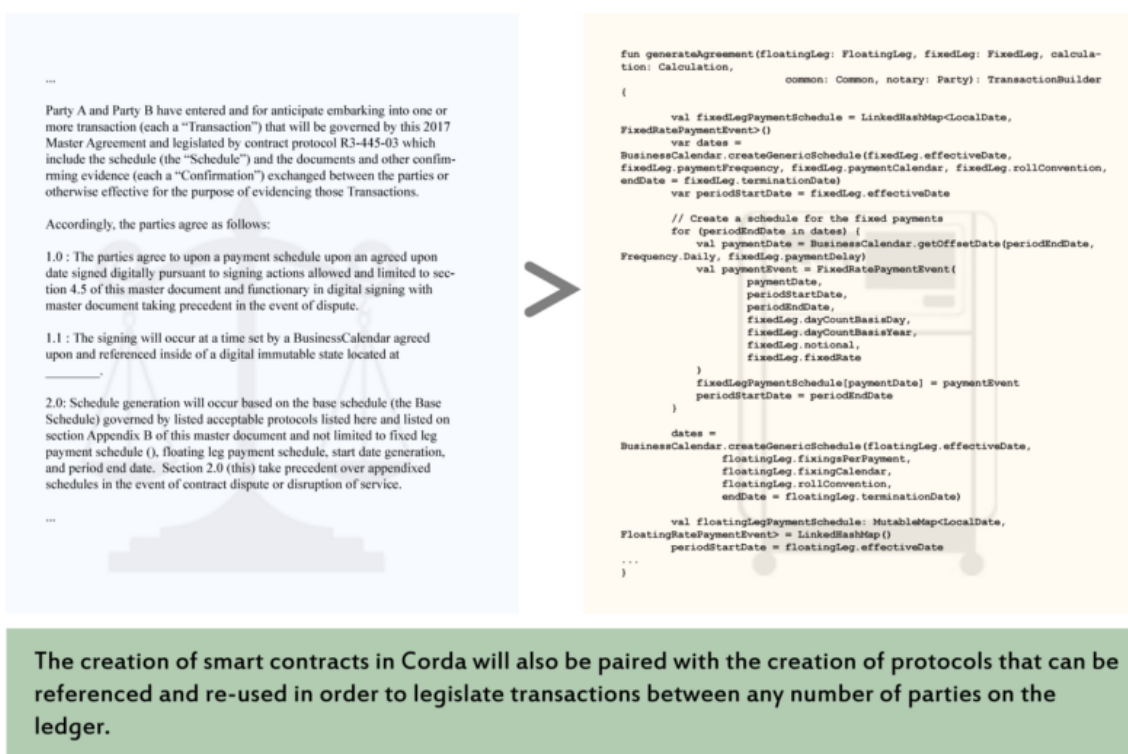 ...
Party A and Party B have entered and for anticipate embarking into one or
more transaction (each a “Transaction”) that will be governed by this 2017
Master Agreement and legislated by contract protocol R3-445-03 which
include the schedule (the “Schedule”) and the documents and other confim-
rming evidence (each a “Confirmation”) exchanged between the parties or
otherwise effective for the purpose of evidencing those Transactions.
Accordingly, the parties agree as follows:
1.0 : The parties agree to upon a payment schedule upon an agreed upon
date signed digitally pursuant to signing actions allowed and limited to sec-
tion 4.5 of this master document and functionary in digital signing with
master document taking precedent in the event of dispute.
1.1 : The signing will occur at a time set by a BusinessCalendar agreed
upon and referenced inside of a digital immutable state located at
________.
2.0: Schedule generation will occur based on the base schedule (the Base
Schedule) governed by listed acceptable protocols listed here and listed on
section Appendix B of this master document and not limited to fixed leg
payment schedule (), floating leg payment schedule, start date generation,
and period end date.  Section 2.0 (this) take precedent over appendixed
schedules in the event of contract dispute or disruption of service.
...
>
fun generateAgreement(floatingLeg: FloatingLeg, fixedLeg: FixedLeg, calcula-
tion: Calculation,
common: Common, notary: Party): TransactionBuilder
{
val fixedLegPaymentSchedule = LinkedHashMap<LocalDate,
FixedRatePaymentEvent>()
var dates =
BusinessCalendar.createGenericSchedule(fixedLeg.effectiveDate,
fixedLeg.paymentFrequency, fixedLeg.paymentCalendar, fixedLeg.rollConvention,
endDate = fixedLeg.terminationDate)
var periodStartDate = fixedLeg.effectiveDate
// Create a schedule for the fixed payments
for (periodEndDate in dates) {
val paymentDate = BusinessCalendar.getOffsetDate(periodEndDate,
Frequency.Daily, fixedLeg.paymentDelay)
val paymentEvent = FixedRatePaymentEvent(
paymentDate,
periodStartDate,
periodEndDate,
fixedLeg.dayCountBasisDay,
fixedLeg.dayCountBasisYear,
fixedLeg.notional,
fixedLeg.fixedRate
)
fixedLegPaymentSchedule[paymentDate] = paymentEvent
periodStartDate = periodEndDate
}
dates =
BusinessCalendar.createGenericSchedule(floatingLeg.effectiveDate,
floatingLeg.fixingsPerPayment,
floatingLeg.fixingCalendar,
floatingLeg.rollConvention,
endDate = floatingLeg.terminationDate)
val floatingLegPaymentSchedule: MutableMap<LocalDate,
FloatingRatePaymentEvent> = LinkedHashMap()
periodStartDate = floatingLeg.effectiveDate
...
}
The creation of smart contracts in Corda will also be paired with the creation of protocols that can be
referenced and re-used in order to legislate transactions between any number of parties on the
ledger.